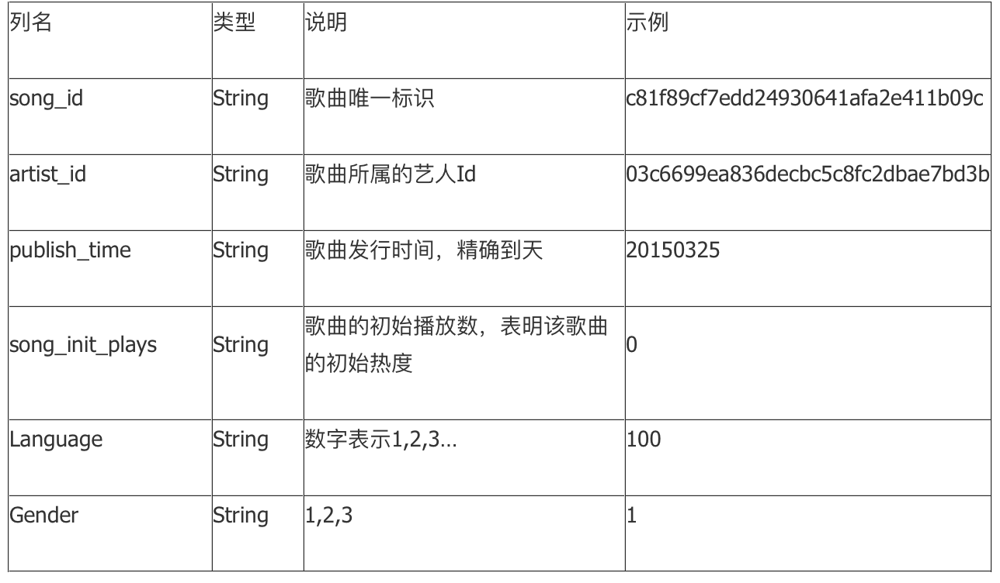 列名 类型 说明 示例
song_id String 歌曲唯一标识 c81f89cf7edd24930641afa2e411b09c
artist_id String 歌曲所属的艺人Id 03c6699ea836decbc5c8fc2dbae7bd3b
publish_time String 歌曲发行时间，精确到天 20150325
song_init_plays String 歌曲的初始播放数，表明该歌曲
的初始热度 0
Language String 数字表示1,2,3... 100
Gender String 1,2,3 1